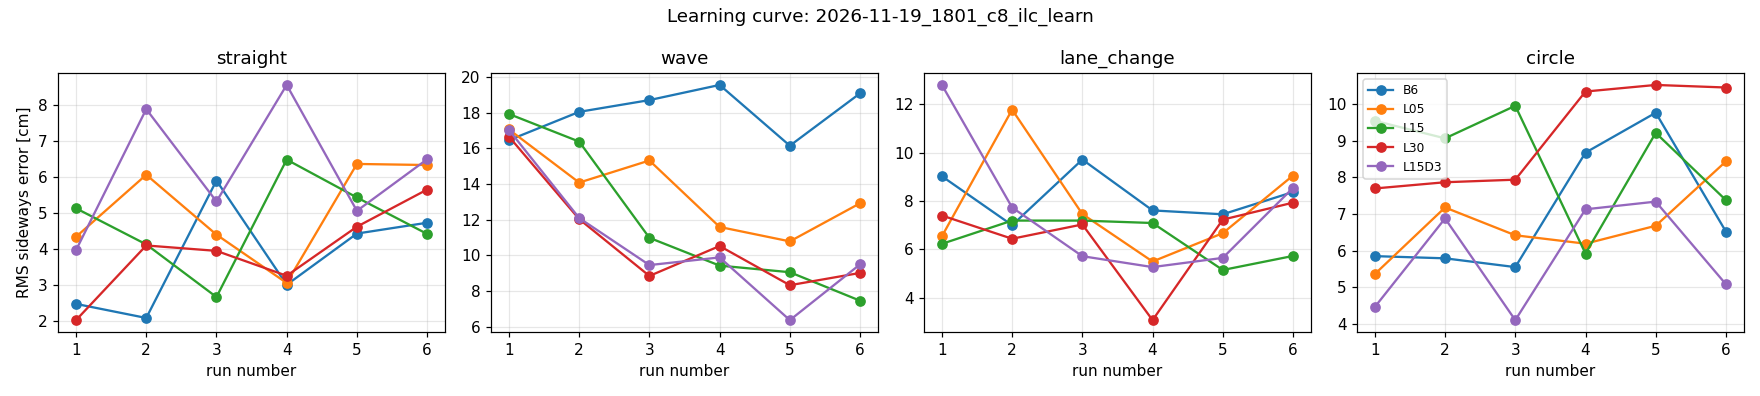 Learning curve: 2026-11-19_1801_c8_ilc_learn
straight
wave
lane_change
circle
RMS sideways error [cm]
8
7
6
5
4
3
2
1 2 3 4 5 6
run number
20
18
16
14
12
10
8
6
1 2 3 4 5 6
run number
12
10
8
6
4
1 2 3 4 5 6
run number
10
9
8
7
6
5
4
1 2 3 4 5 6
run number
B6
L05
L15
L30
L15D3